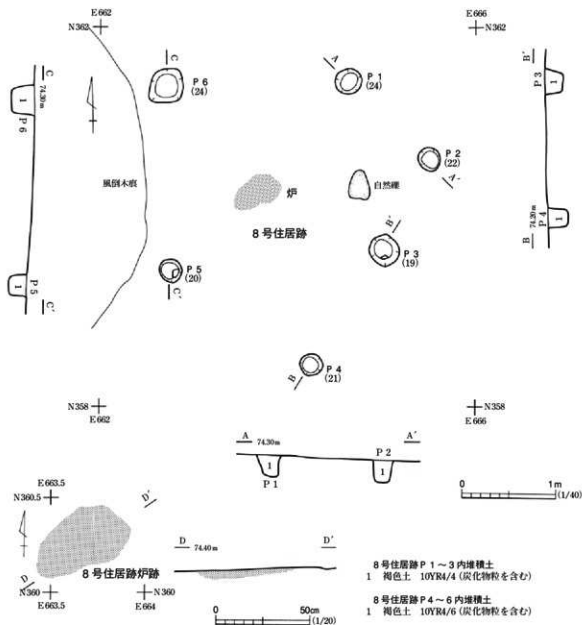 E662
N362
E666
N362
C
74.30m
1
P6
P5
1
C'
風倒木痕
C
P6
(24)
A
P1
(24)
P2
(22)
A'
炉
自然礫
8号住居跡
B'
P3
(19)
P5
(20)
C'
P4
(21)
B
B'
P3
1
P4
1
74.20m
B
N358
E662
N358
E666
A 74.30m A'
P2
1 1
P1
0 1m
(1/40)
E663.5
N360.5
D'
D
8号住居跡炉跡
N360
E663.5
N360
E664
D 74.40m D'
0 50cm
(1/20)
8号住居跡P1~3内堆積土
1 褐色土 10YR4/4 (炭化物粒を含む)
8号住居跡P4~6内堆積土
1 褐色土 10YR4/6 (炭化物粒を含む)